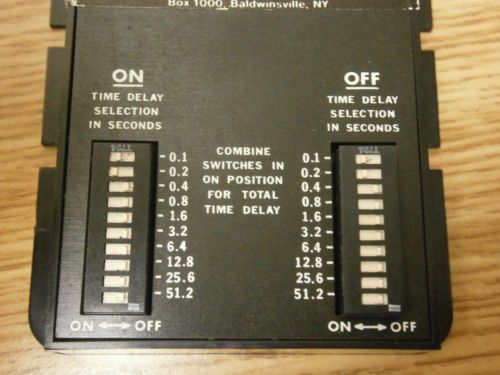 Box 1000, Baldwinsville, NY
ON
TIME DELAY
SELECTION
IN SECONDS
OFF
TIME DELAY
SELECTION
IN SECONDS
COMBINE
SWITCHES IN
ON POSITION
FOR TOTAL
TIME DELAY
0.1
0.2
0.4
0.8
1.6
3.2
6.4
12.8
25.6
51.2
0.1
0.2
0.4
0.8
1.6
3.2
6.4
12.8
25.6
51.2
ON ↔ OFF
ON ↔ OFF